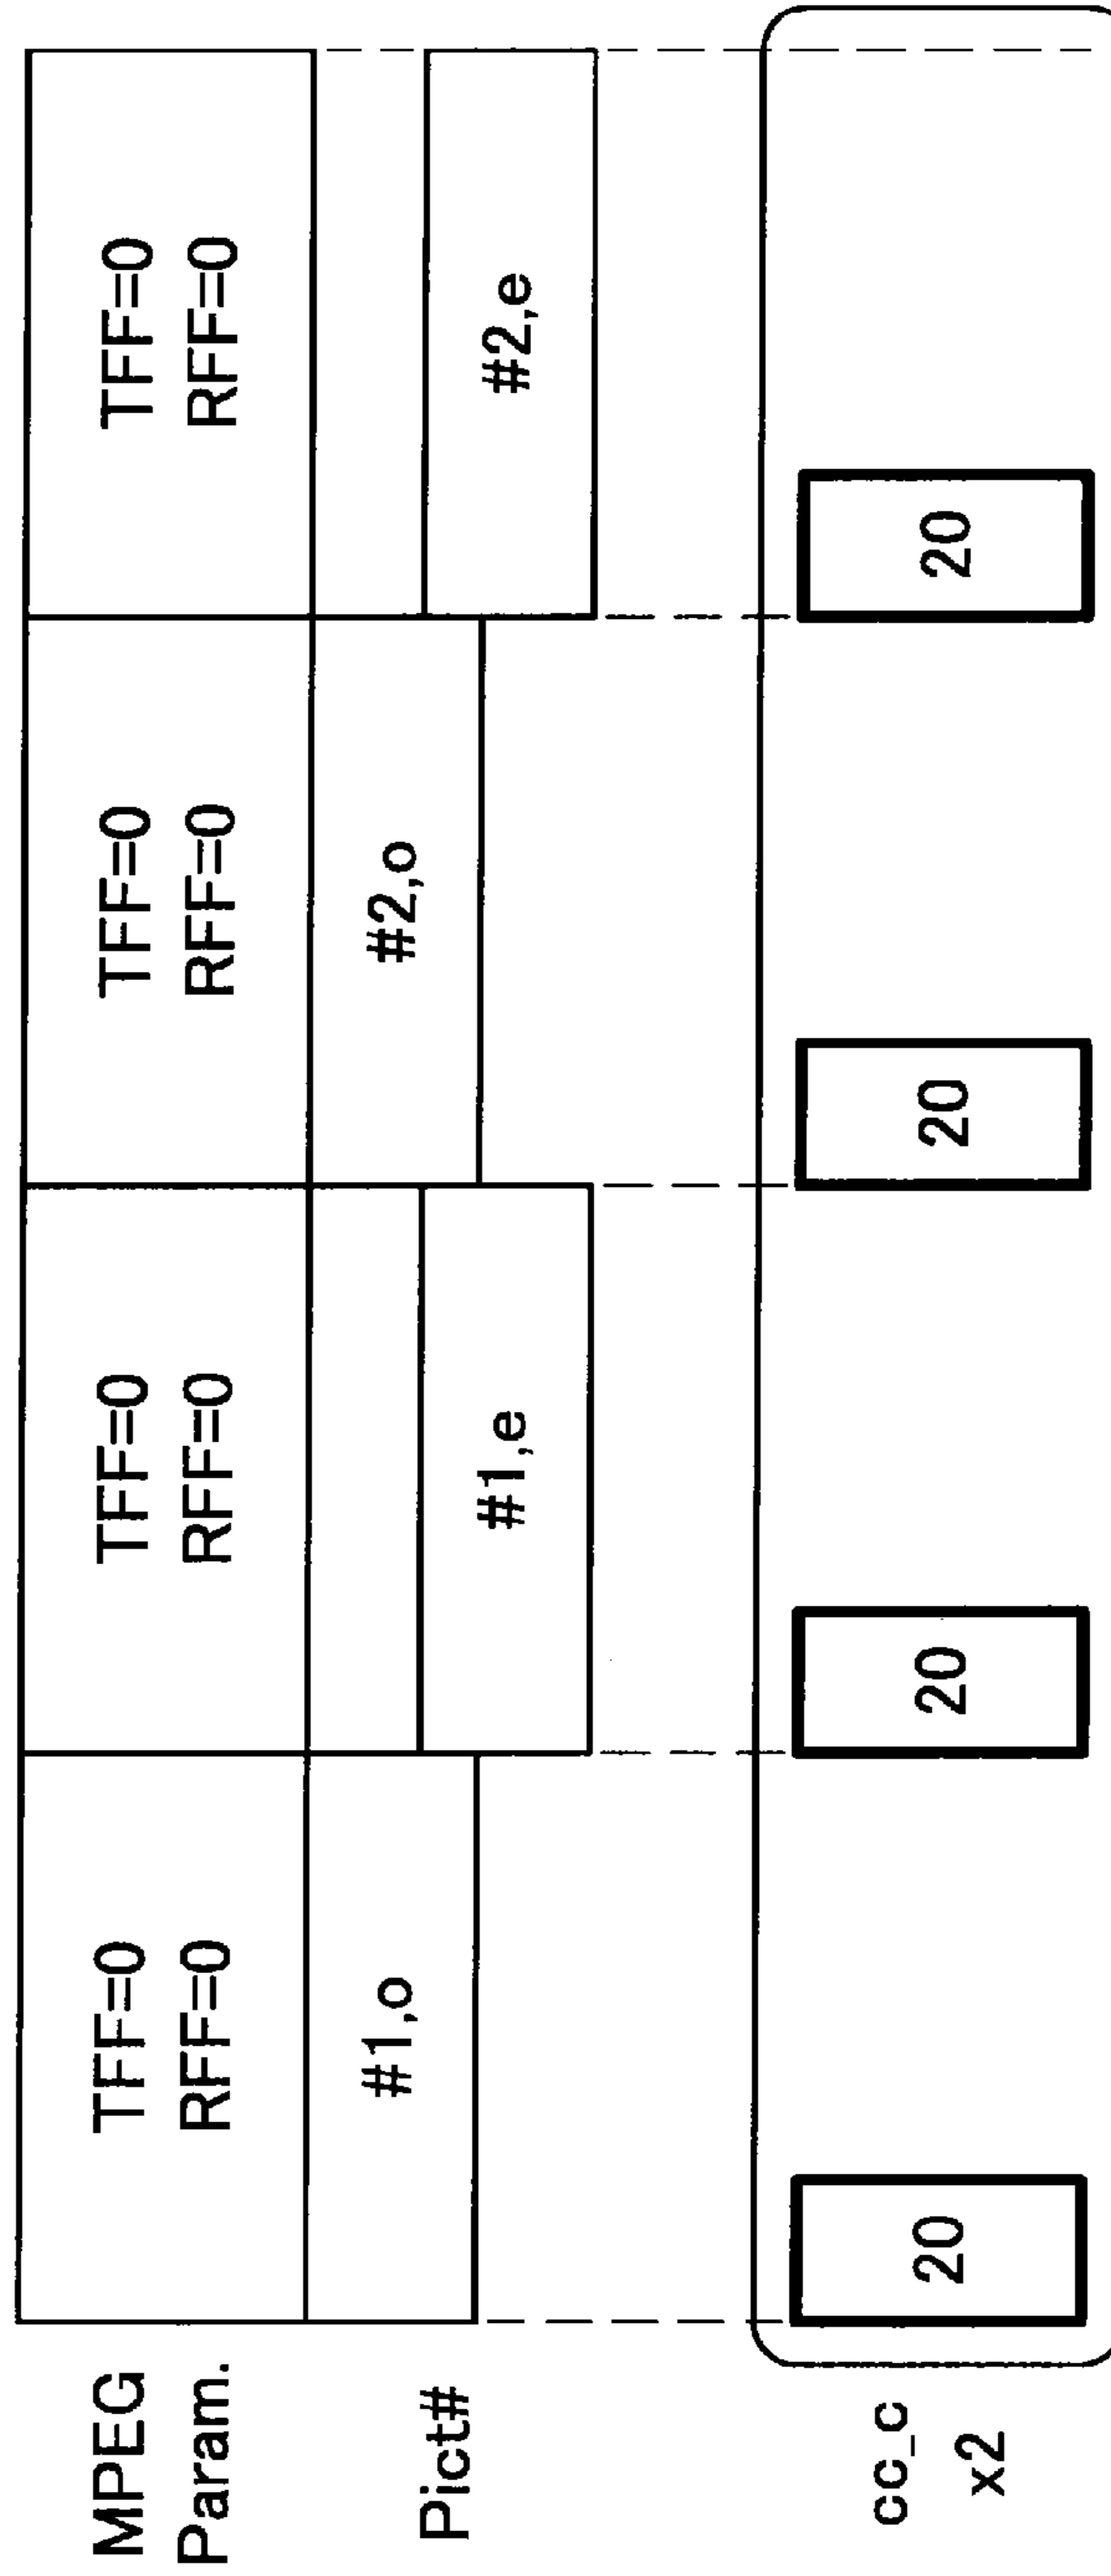 MPEG
Param.
TFF=0
RFF=0
TFF=0
RFF=0
TFF=0
RFF=0
TFF=0
RFF=0
Pict#
#1,o
#1,e
#2,o
#2,e
cc_c
x2
20
20
20
20